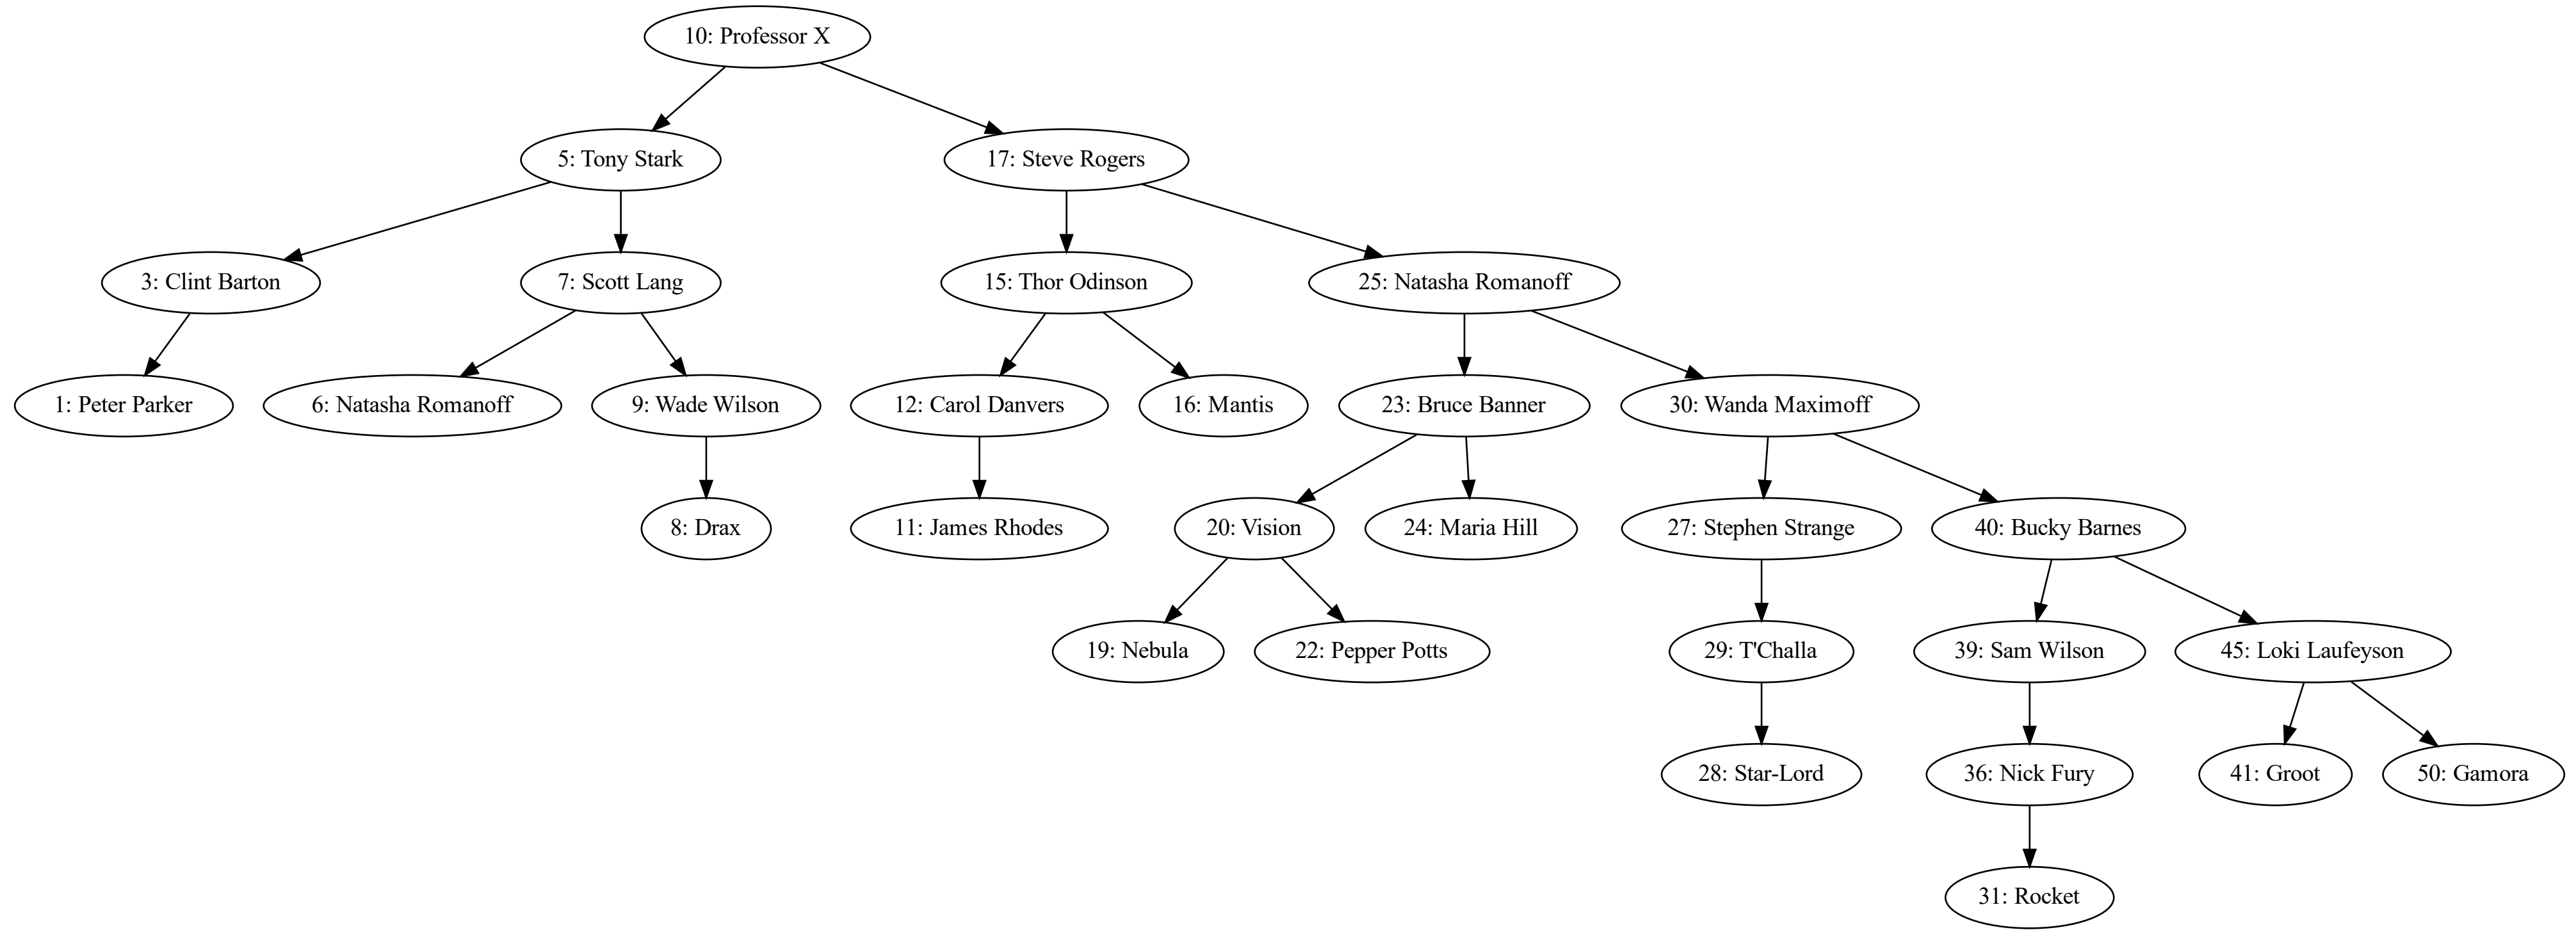 10: Professor X
5: Tony Stark
17: Steve Rogers
3: Clint Barton
7: Scott Lang
15: Thor Odinson
25: Natasha Romanoff
1: Peter Parker
6: Natasha Romanoff
9: Wade Wilson
12: Carol Danvers
16: Mantis
23: Bruce Banner
30: Wanda Maximoff
8: Drax
11: James Rhodes
20: Vision
24: Maria Hill
27: Stephen Strange
40: Bucky Barnes
19: Nebula
22: Pepper Potts
29: T'Challa
39: Sam Wilson
45: Loki Laufeyson
28: Star-Lord
36: Nick Fury
41: Groot
50: Gamora
31: Rocket